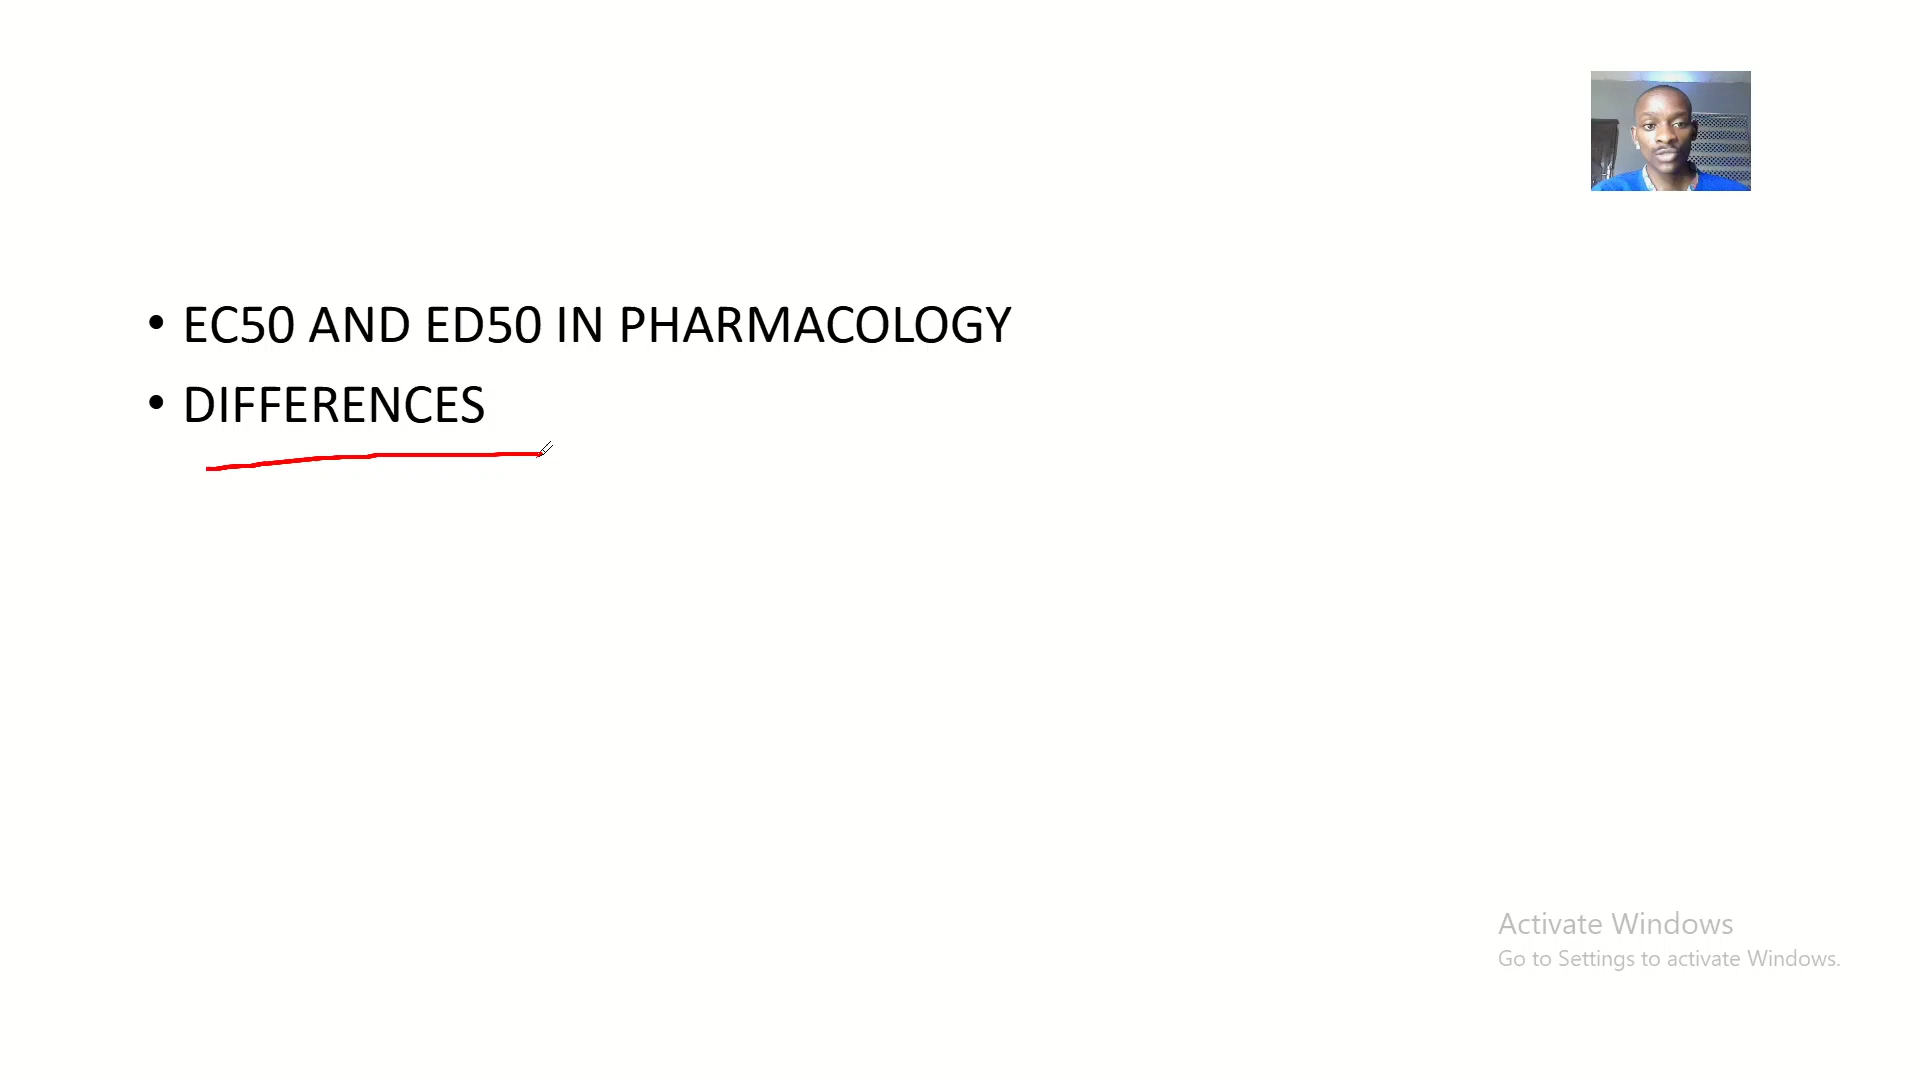 • EC50 AND ED50 IN PHARMACOLOGY
• DIFFERENCES
Activate Windows
Go to Settings to activate Windows.